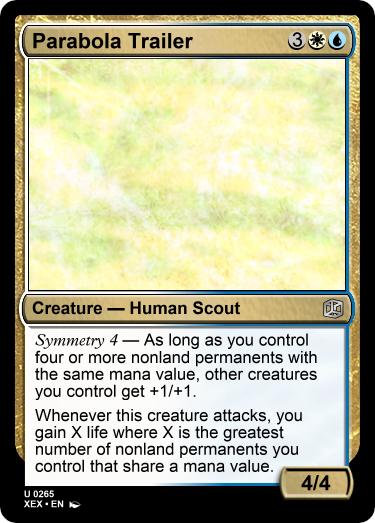 Parabola Trailer 3
Creature — Human Scout
Symmetry 4 — As long as you control
four or more nonland permanents with
the same mana value, other creatures
you control get +1/+1.
Whenever this creature attacks, you
gain X life where X is the greatest
number of nonland permanents you
control that share a mana value.
4/4
U 0265
XEX • EN